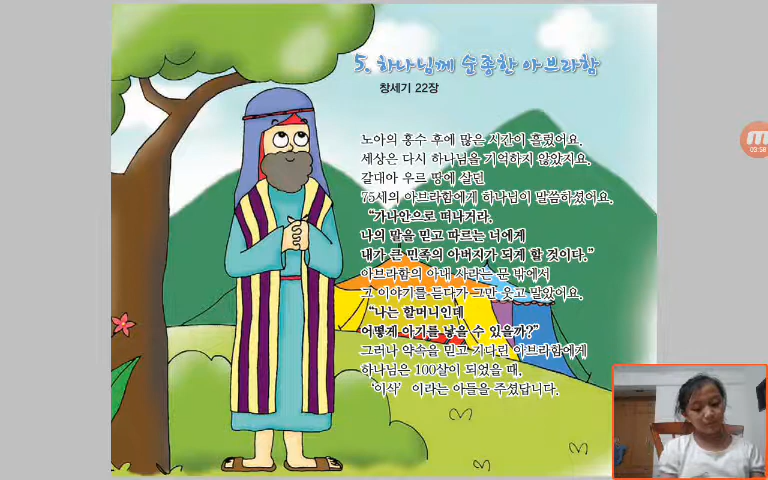 5. 하나님께 순종한 아브라함
창세기 22장
노아의 홍수 후에 많은 시간이 흘렀어요.
세상은 다시 하나님을 기억하지 않았지요.
갈대아 우르 땅에 살던
75세의 아브라함에게 하나님이 말씀하셨어요.
“가나안으로 떠나거라.
나의 말을 믿고 따르는 너에게
내가 큰 민족의 아버지가 되게 할 것이다.”
아브라함의 아내 사라는 문 밖에서
그 이야기를 듣다가 그만 웃고 말았어요.
“나는 할머니인데
어떻게 아기를 낳을 수 있을까?”
그러나 약속을 믿고 기다린 아브라함에게
하나님은 100살이 되었을 때,
‘이삭’ 이라는 아들을 주셨답니다.
03:58